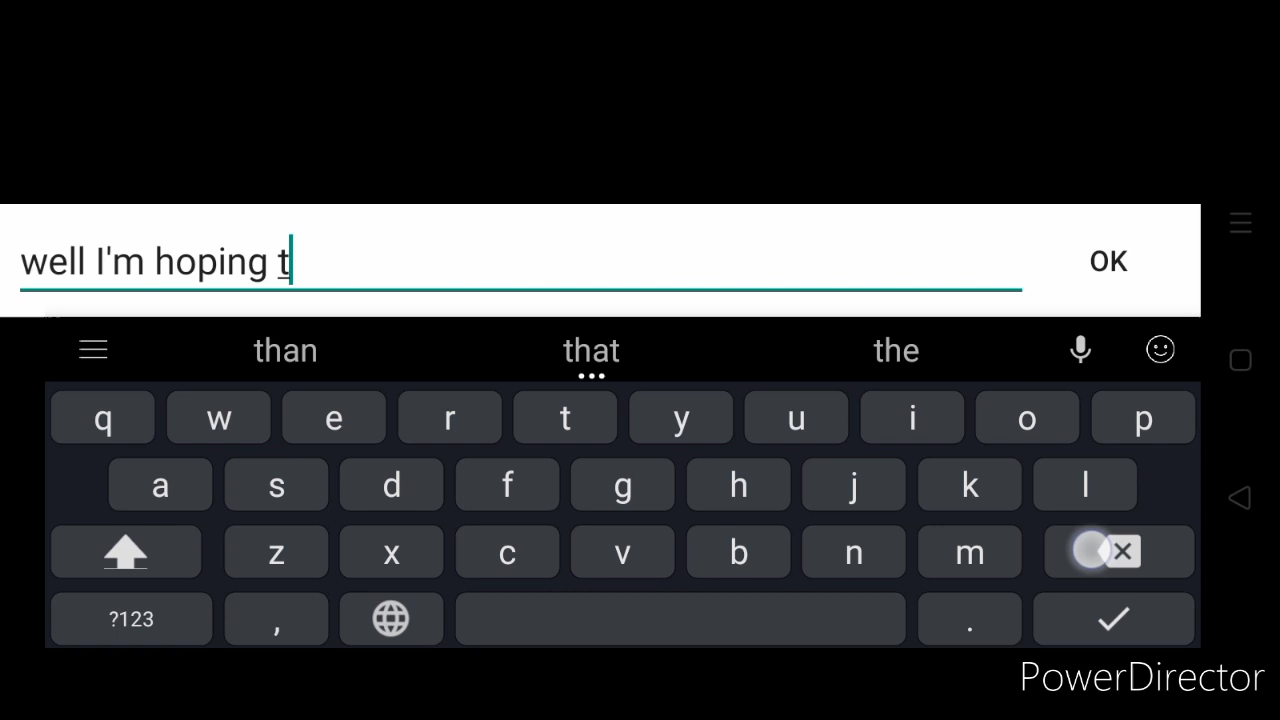 well I'm hoping t
OK
than that the
q w e r t y u i o p
a s d f g h j k l
z x c v b n m
?123 , .
PowerDirector